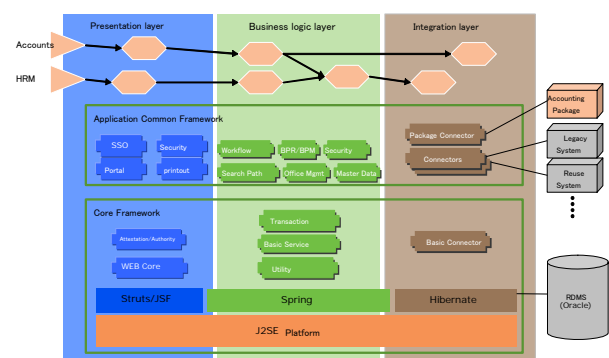 Presentation layer
Business logic layer
Integration layer
Accounts
HRM
Application Common Framework
SSO
Security
Portal
printout
Workflow
BPR/BPM
Security
Search Path
Office Mgmt
Master Data
Package Connector
Connectors
Accounting
Package
Legacy
System
Reuse
System
Core Framework
Attestation/Authority
WEB Core
Transaction
Basic Service
Utility
Basic Connector
Struts/JSF
Spring
Hibernate
J2SE Platform
RDMS
(Oracle)